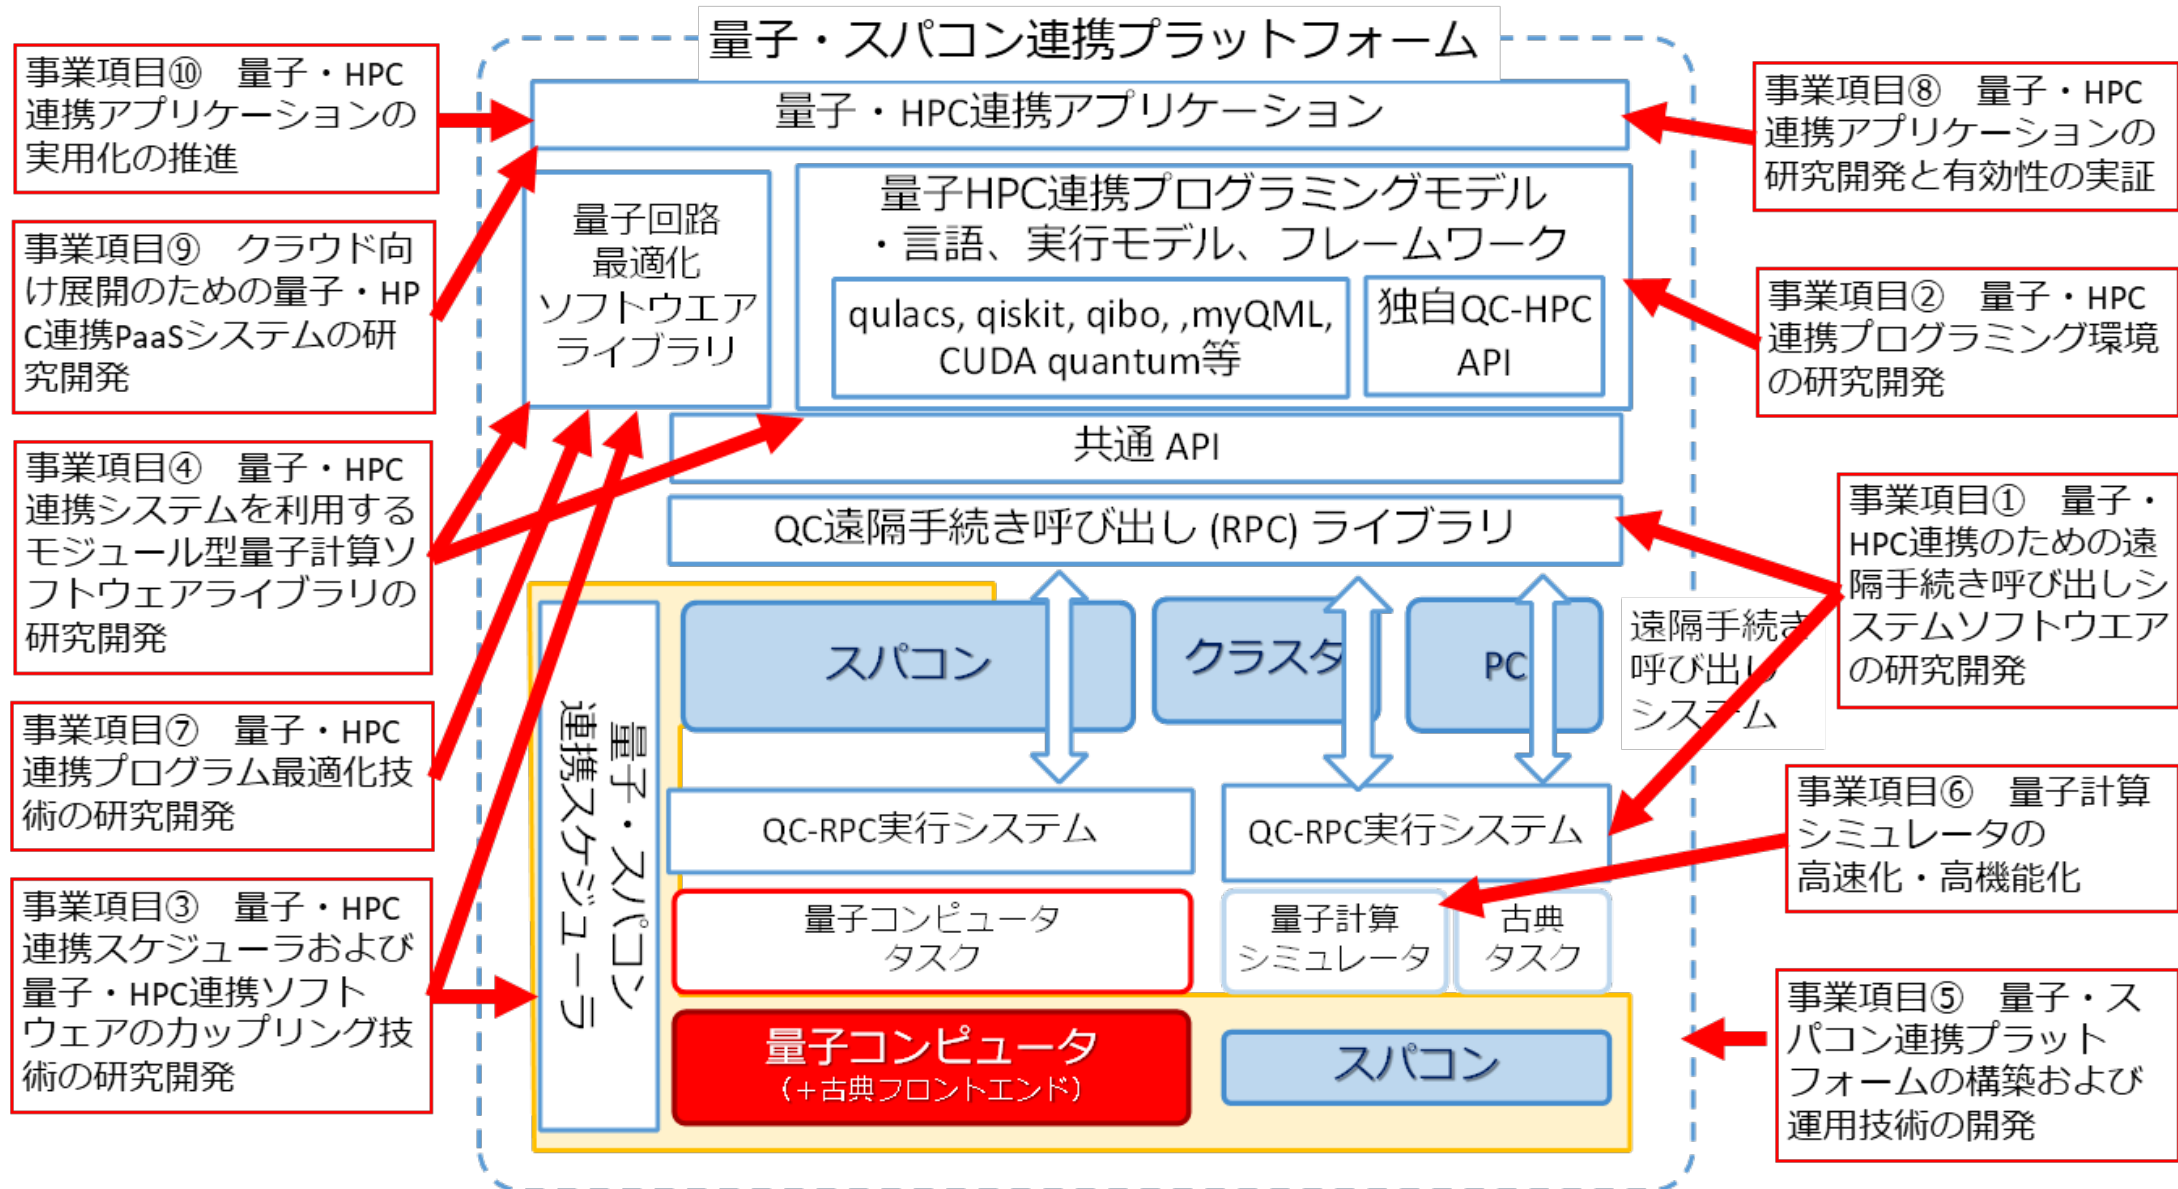 量子・スパコン連携プラットフォーム
事業項目⑩　量子・HPC
連携アプリケーションの
実用化の推進
事業項目⑨　クラウド向
け展開のための量子・HP
C連携PaaSシステムの研
究開発
事業項目④　量子・HPC
連携システムを利用する
モジュール型量子計算ソ
フトウェアライブラリの
研究開発
事業項目⑦　量子・HPC
連携プログラム最適化技
術の研究開発
事業項目③　量子・HPC
連携スケジューラおよび
量子・HPC連携ソフト
ウェアのカップリング技
術の研究開発
量子・HPC連携アプリケーション
量子回路
最適化
ソフトウエア
ライブラリ
量子HPC連携プログラミングモデル
・言語、実行モデル、フレームワーク
qulacs, qiskit, qibo, ,myQML,
CUDA quantum等
独自QC-HPC
API
共通 API
QC遠隔手続き呼び出し (RPC) ライブラリ
量子・スパコン
連携スケジューラ
スパコン
クラスタ
PC
遠隔手続き
呼び出し
システム
QC-RPC実行システム
QC-RPC実行システム
量子コンピュータ
タスク
量子計算
シミュレータ
古典
タスク
量子コンピュータ
（＋古典フロントエンド）
スパコン
事業項目⑧　量子・HPC
連携アプリケーションの
研究開発と有効性の実証
事業項目②　量子・HPC
連携プログラミング環境
の研究開発
事業項目①　量子・
HPC連携のための遠
隔手続き呼び出しシ
ステムソフトウエア
の研究開発
事業項目⑥　量子計算
シミュレータの
高速化・高機能化
事業項目⑤　量子・ス
パコン連携プラット
フォームの構築および
運用技術の開発